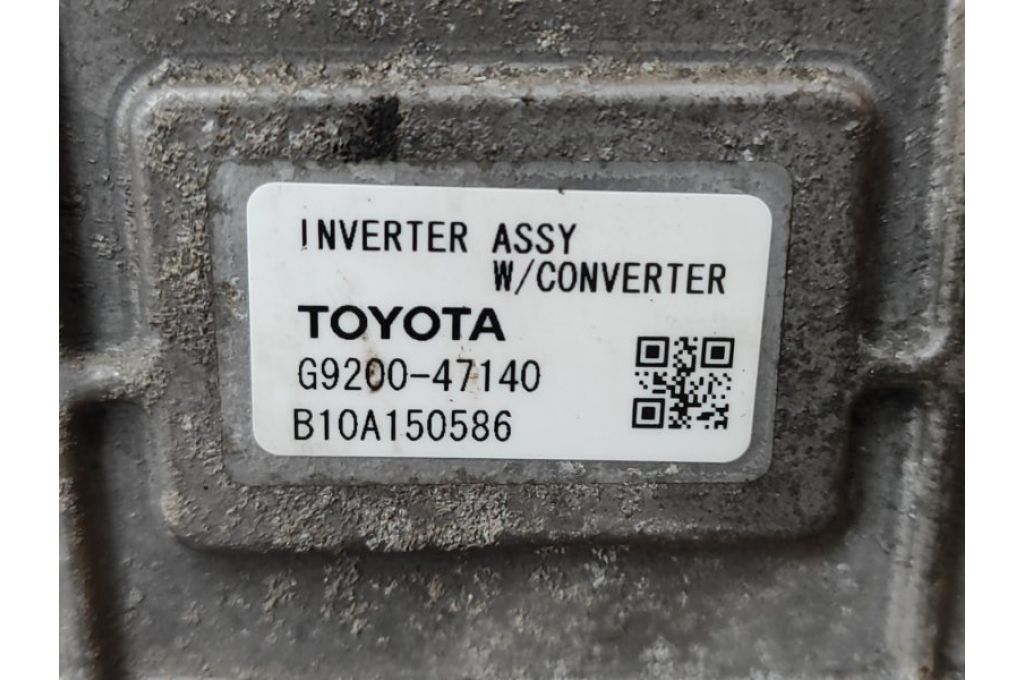 INVERTER ASSY
W/CONVERTER
TOYOTA
G9200-47140
B10A150586